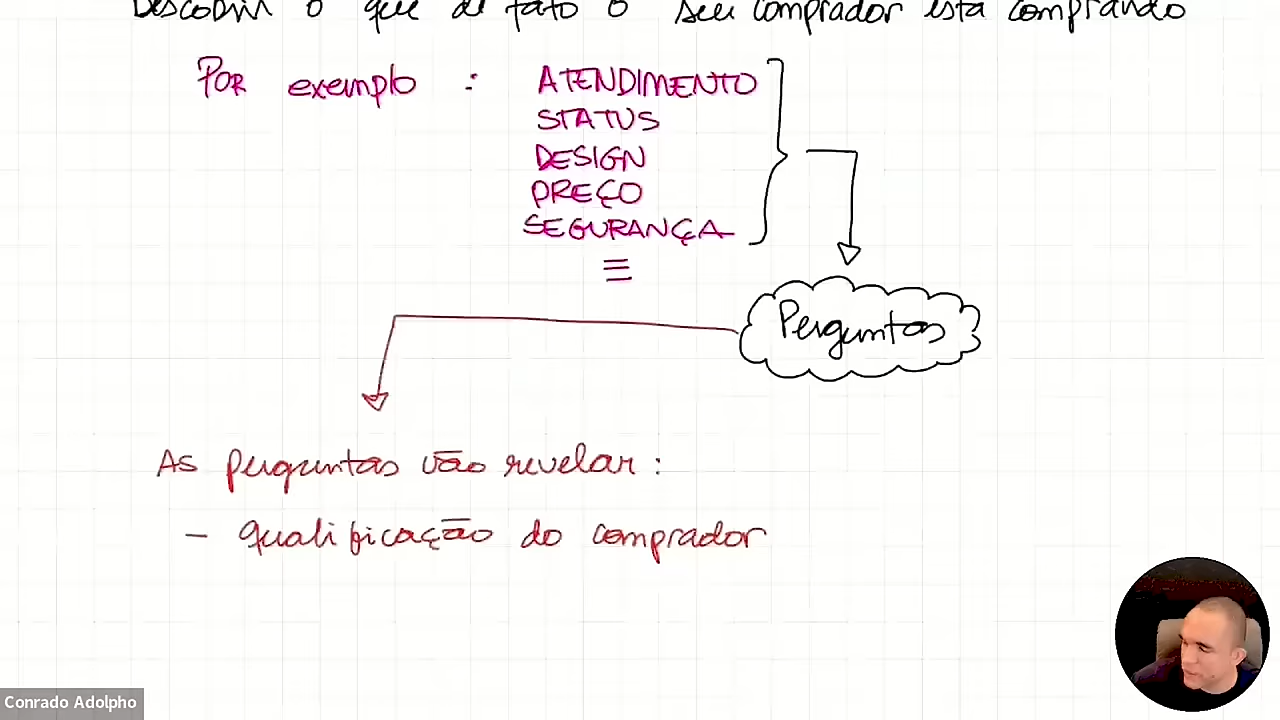 Descobrir o que de fato o seu comprador está comprando
Por exemplo : ATENDIMENTO
STATUS
DESIGN
PREÇO
SEGURANÇA
Perguntas
As perguntas vão revelar :
- qualificação do comprador
Conrado Adolpho